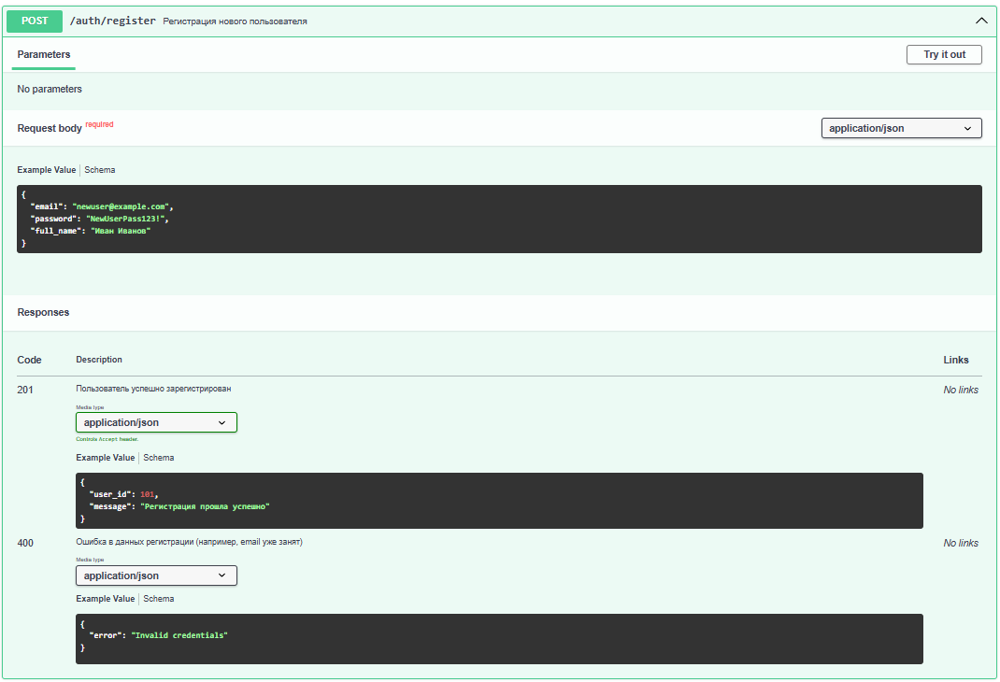 POST /auth/register Регистрация нового пользователя
Parameters Try it out
No parameters
Request body required application/json
Example Value Schema
{
"email": "newuser@example.com",
"password": "NewUserPass123!",
"full_name": "Иван Иванов"
}
Responses
Code Description Links
201 Пользователь успешно зарегистрирован No links
Media type
application/json
Controls Accept header.
Example Value Schema
{
"user_id": 101,
"message": "Регистрация прошла успешно"
}
400 Ошибка в данных регистрации (например, email уже занят) No links
Media type
application/json
Example Value Schema
{
"error": "Invalid credentials"
}